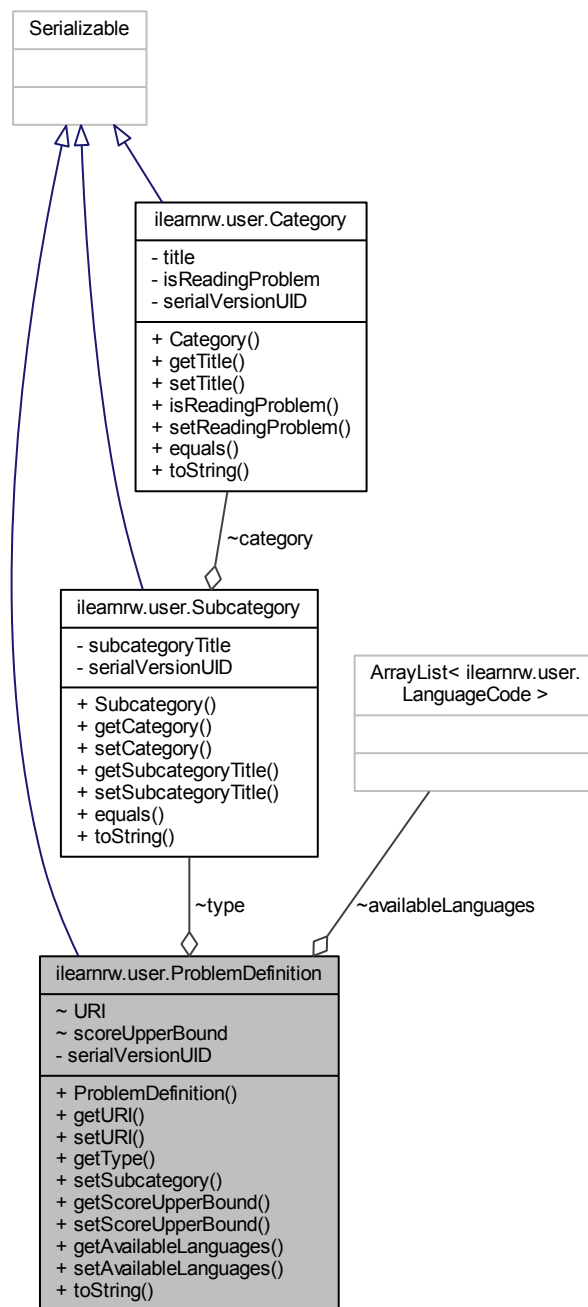 Serializable
ilearnrw.user.Category
- title
- isReadingProblem
- serialVersionUID
+ Category()
+ getTitle()
+ setTitle()
+ isReadingProblem()
+ setReadingProblem()
+ equals()
+ toString()
~category
ilearnrw.user.Subcategory
- subcategoryTitle
- serialVersionUID
+ Subcategory()
+ getCategory()
+ setCategory()
+ getSubcategoryTitle()
+ setSubcategoryTitle()
+ equals()
+ toString()
ArrayList< ilearnrw.user.
LanguageCode >
~type
~availableLanguages
ilearnrw.user.ProblemDefinition
~ URI
~ scoreUpperBound
- serialVersionUID
+ ProblemDefinition()
+ getURI()
+ setURI()
+ getType()
+ setSubcategory()
+ getScoreUpperBound()
+ setScoreUpperBound()
+ getAvailableLanguages()
+ setAvailableLanguages()
+ toString()